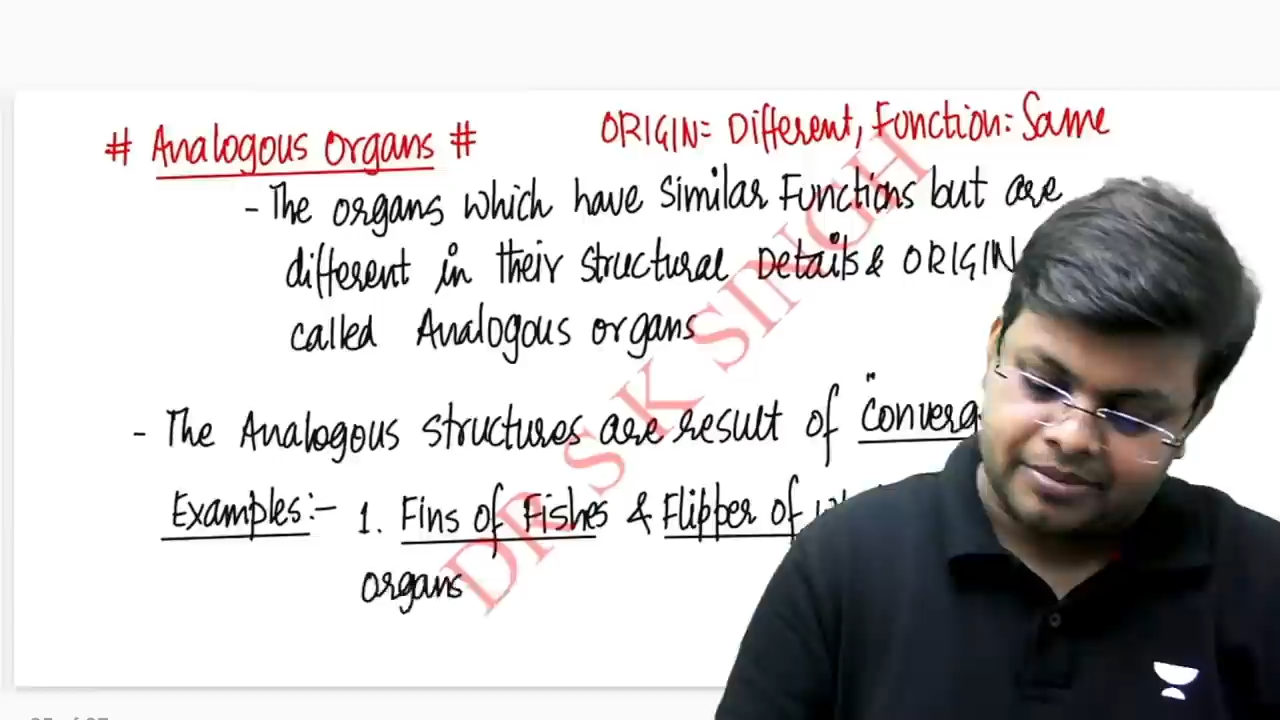 # Analogous Organs #
ORIGIN= Different, Function: Same
- The organs which have similar Functions but are
different in their structural Details & ORIGIN
called Analogous organs
- The Analogous structures are result of "Converg
Examples:- 1. Fins of Fishes & Flipper of
organs
DR S K SINGH